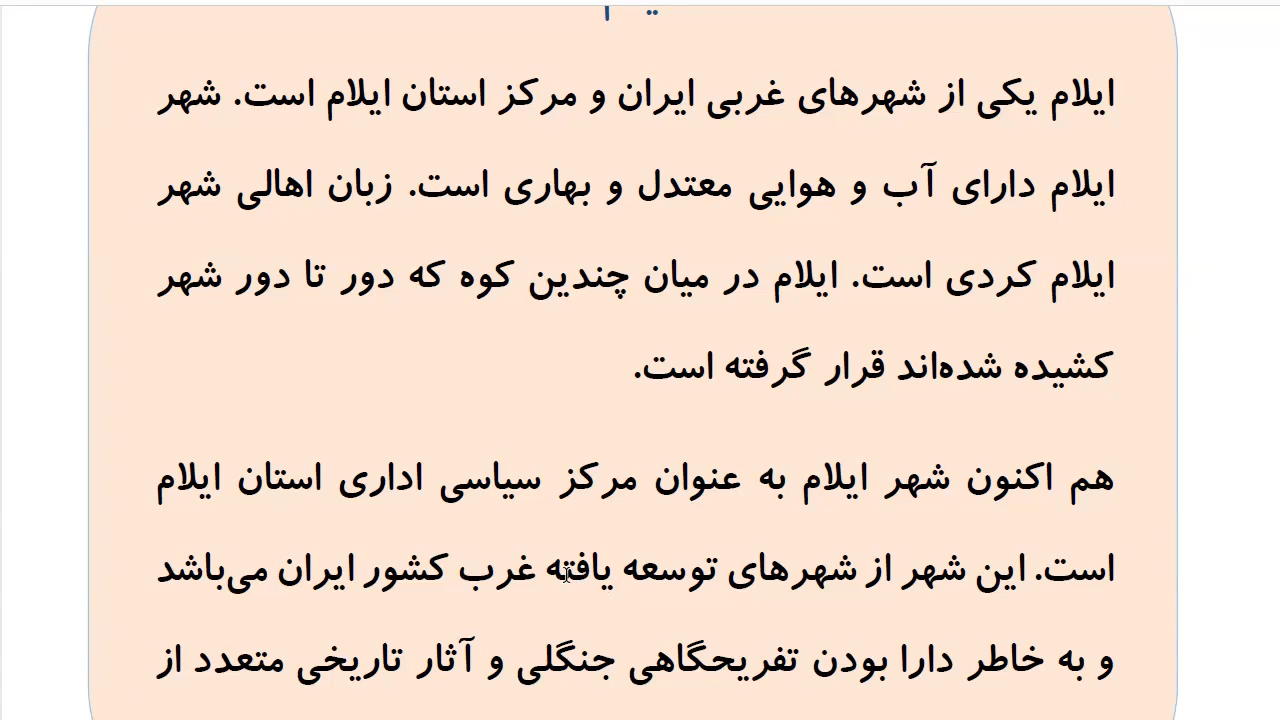 ایلام یکی از شهرهای غربی ایران و مرکز استان ایلام است. شهر
ایلام دارای آب و هوایی معتدل و بهاری است. زبان اهالی شهر
ایلام کردی است. ایلام در میان چندین کوه که دور تا دور شهر
کشیده شده‌اند قرار گرفته است.
هم اکنون شهر ایلام به عنوان مرکز سیاسی اداری استان ایلام
است. این شهر از شهرهای توسعه یافته غرب کشور ایران می‌باشد
و به خاطر دارا بودن تفریحگاهی جنگلی و آثار تاریخی متعدد از